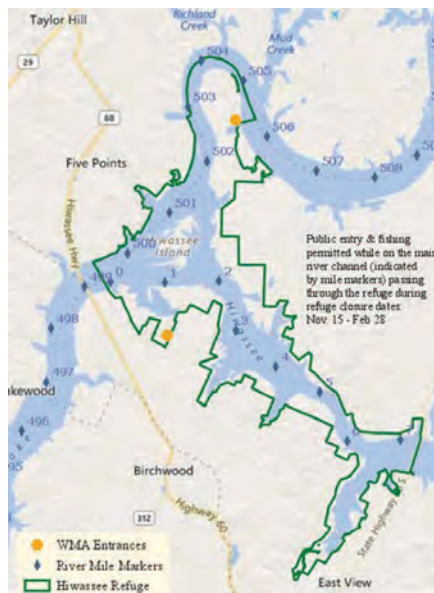 Richland
Creek
Taylor Hill
Mud
Creek
504
505
29
503
60
506
Five Points
502
507
508
501
Hiwassee
Island
Hiwassee Hwy
500
499
0
1
2
Public entry & fishing
permitted while on the main
river channel (indicated
by mile markers) passing
through the refuge during
refuge closure dates:
Nov. 15 - Feb 28
Hiwassee
498
3
4
497
5
akewood
496
6
495
Birchwood
State Highway
312
Highway 60
WMA Entrances
River Mile Markers
Hiwassee Refuge
East View